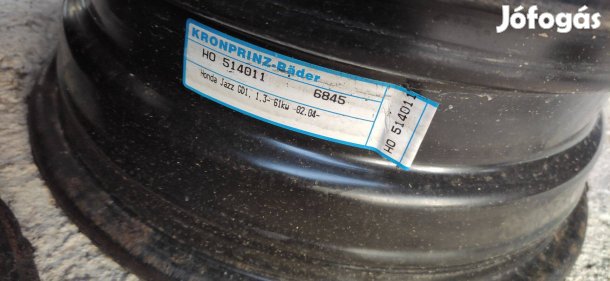 Jófogás
KRONPRINZ-Räder
HO 514011 6845
Honda Jazz GD1, 1.3- 61kw -02.04-
HO 514011